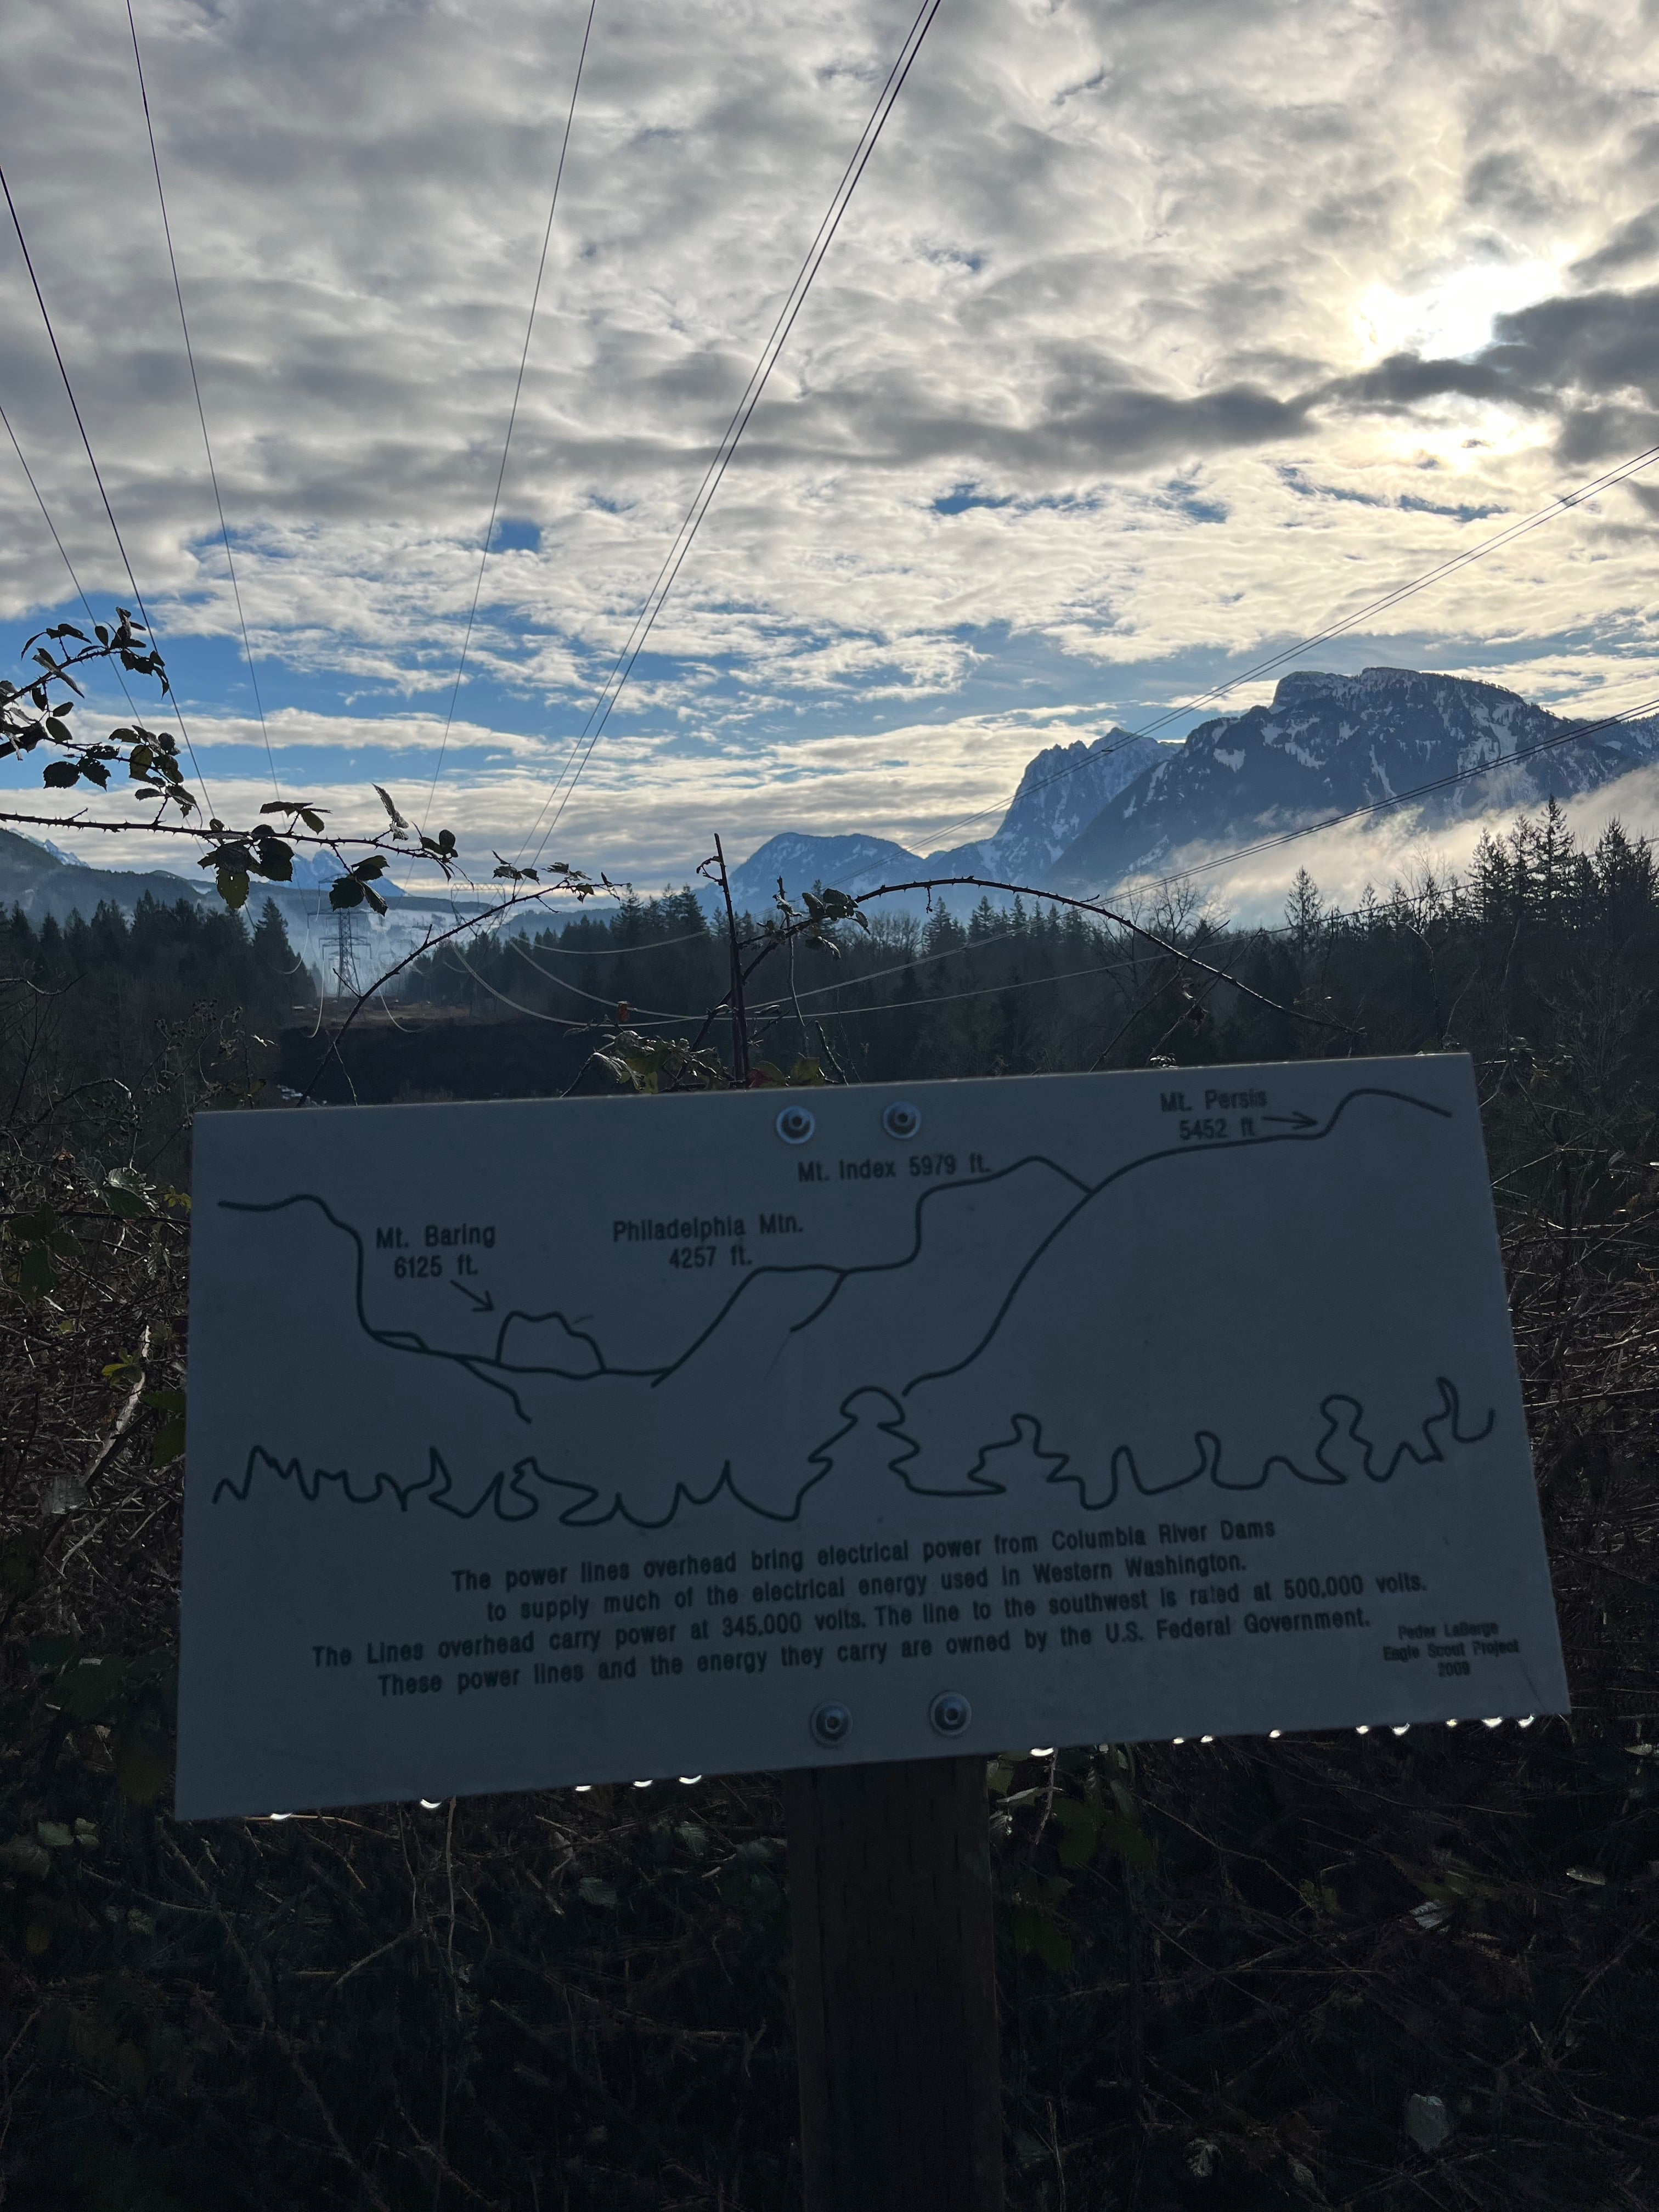 Mt. Persis
5452 ft
Mt. Index 5979 ft.
Mt. Baring
6125 ft.
Philadelphia Mtn.
4257 ft.
The power lines overhead bring electrical power from Columbia River Dams
to supply much of the electrical energy used in Western Washington.
The Lines overhead carry power at 345,000 volts. The line to the southwest is rated at 500,000 volts.
These power lines and the energy they carry are owned by the U.S. Federal Government.
Peder LaBerge
Eagle Scout Project
2009